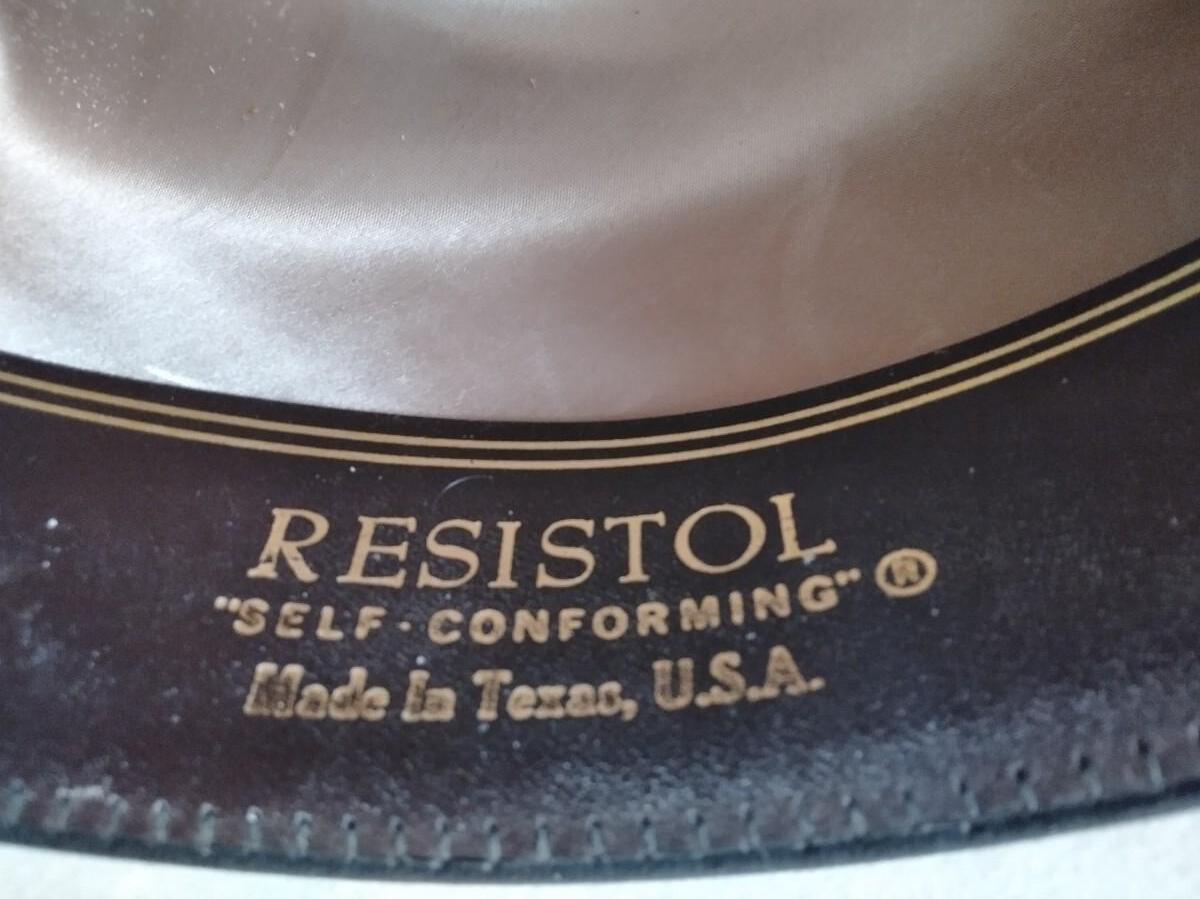 RESISTOL
"SELF-CONFORMING" ®
Made in Texas, U.S.A.